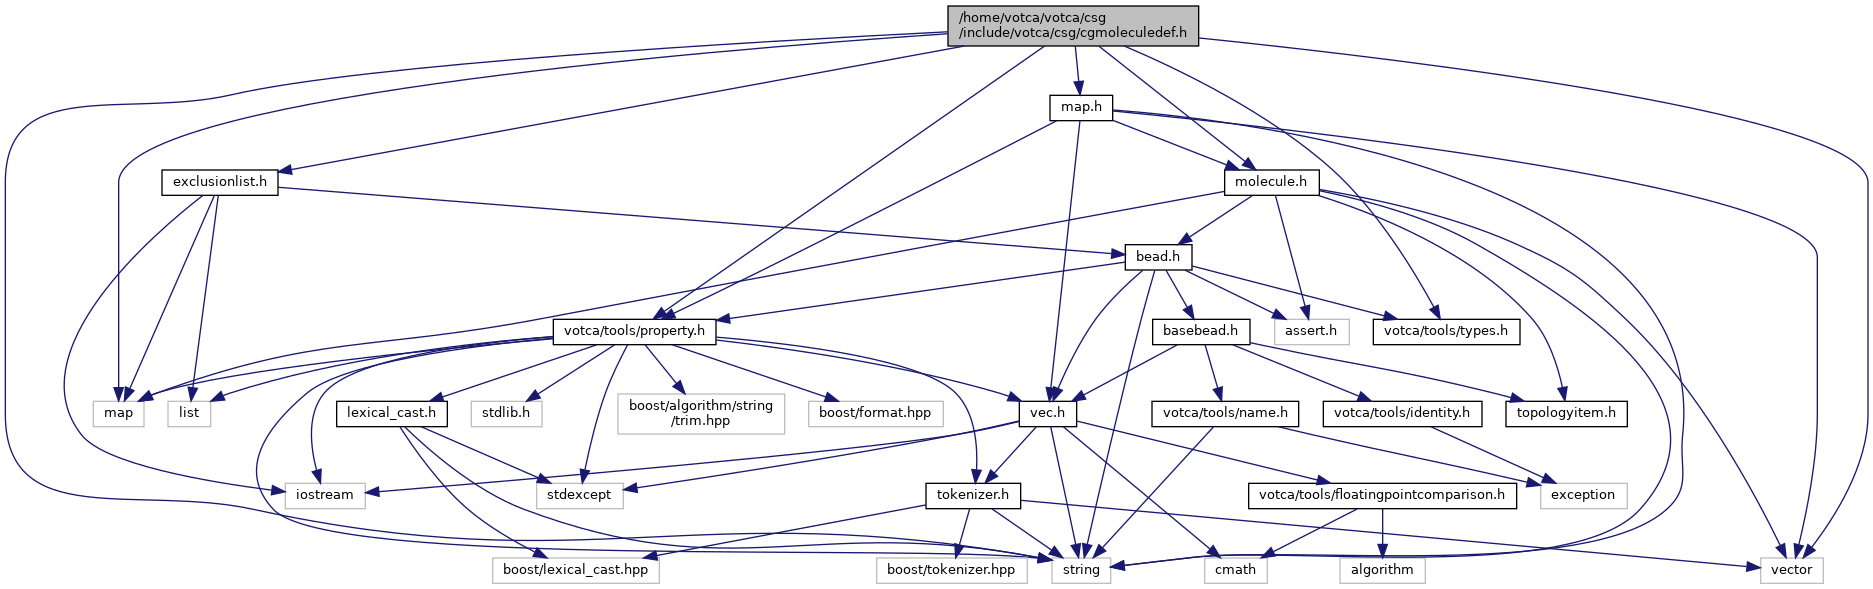 /home/votca/votca/csg
/include/votca/csg/cgmoleculedef.h
map.h
exclusionlist.h
molecule.h
bead.h
votca/tools/property.h
basebead.h
assert.h
votca/tools/types.h
map
list
lexical_cast.h
stdlib.h
boost/algorithm/string
/trim.hpp
boost/format.hpp
vec.h
votca/tools/name.h
votca/tools/identity.h
topologyitem.h
iostream
stdexcept
tokenizer.h
votca/tools/floatingpointcomparison.h
exception
boost/lexical_cast.hpp
boost/tokenizer.hpp
string
cmath
algorithm
vector